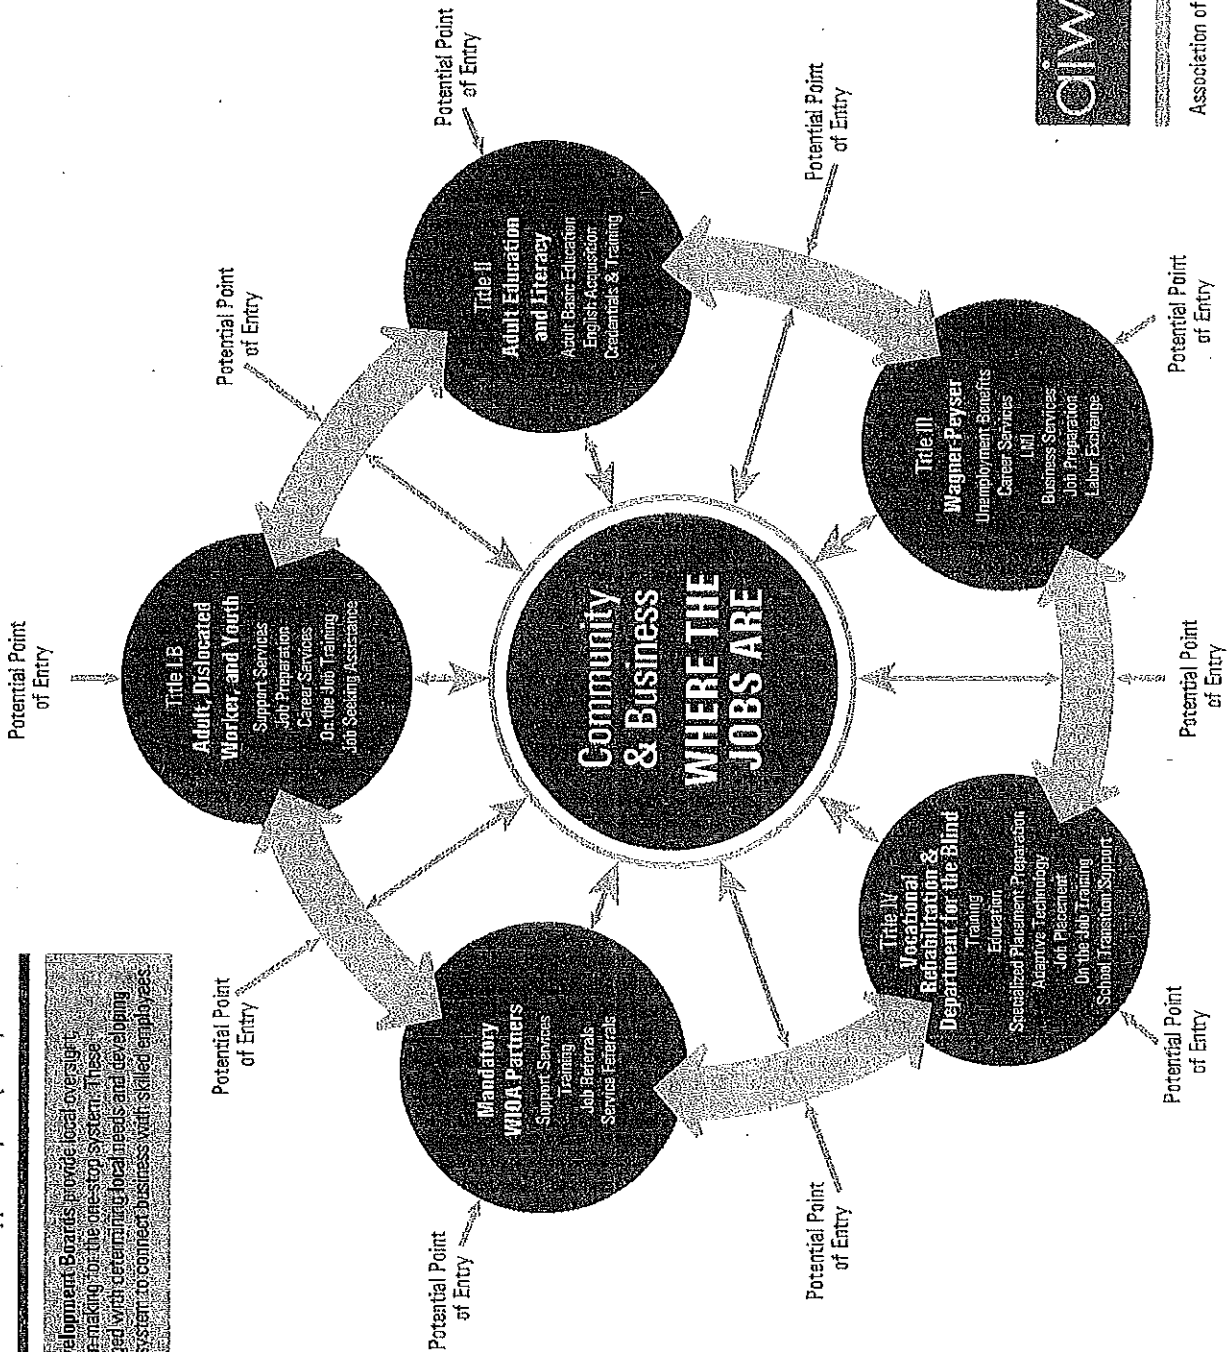 velopment Boards provide local oversight
-making for the one-stop system. These
ged with determining local needs and developing
system to connect business with skilled employees.
Potential Point
of Entry
Title I.B
Adult, Dislocated
Worker, and Youth
Support Services
Job Preparation
Career Services
On the Job Training
Job Seeking Assistance
Potential Point
of Entry
Potential Point
of Entry
Potential Point
of Entry
Mandatory
WIOA Partners
Support Services
Training
Job Referrals
Service Referrals
Potential Point
of Entry
Title II
Adult Education
and Literacy
Adult Basic Education
English Acquisition
Credentials & Training
Community
& Business
WHERE THE
JOBS ARE
Potential Point
of Entry
Potential Point
of Entry
Title IV
Vocational
Rehabilitation &
Department for the Blind
Training
Education
Specialized Placement Preparation
Adaptive Technology
Job Placement
On-the-Job Training
School Transition Support
Title III
Wagner-Peyser
Unemployment Benefits
Career Services
LMI
Business Services
Job Preparation
Labor Exchange
Potential Point
of Entry
Potential Point
of Entry
Potential Point
of Entry
aiw
Association of